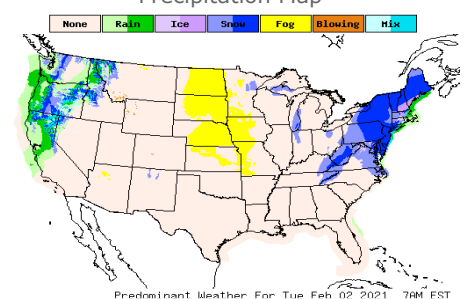 Precipitation Map
None Rain Ice Snow Fog Blowing Mix
Predominant Weather For Tue Feb 02 2021 7AM EST